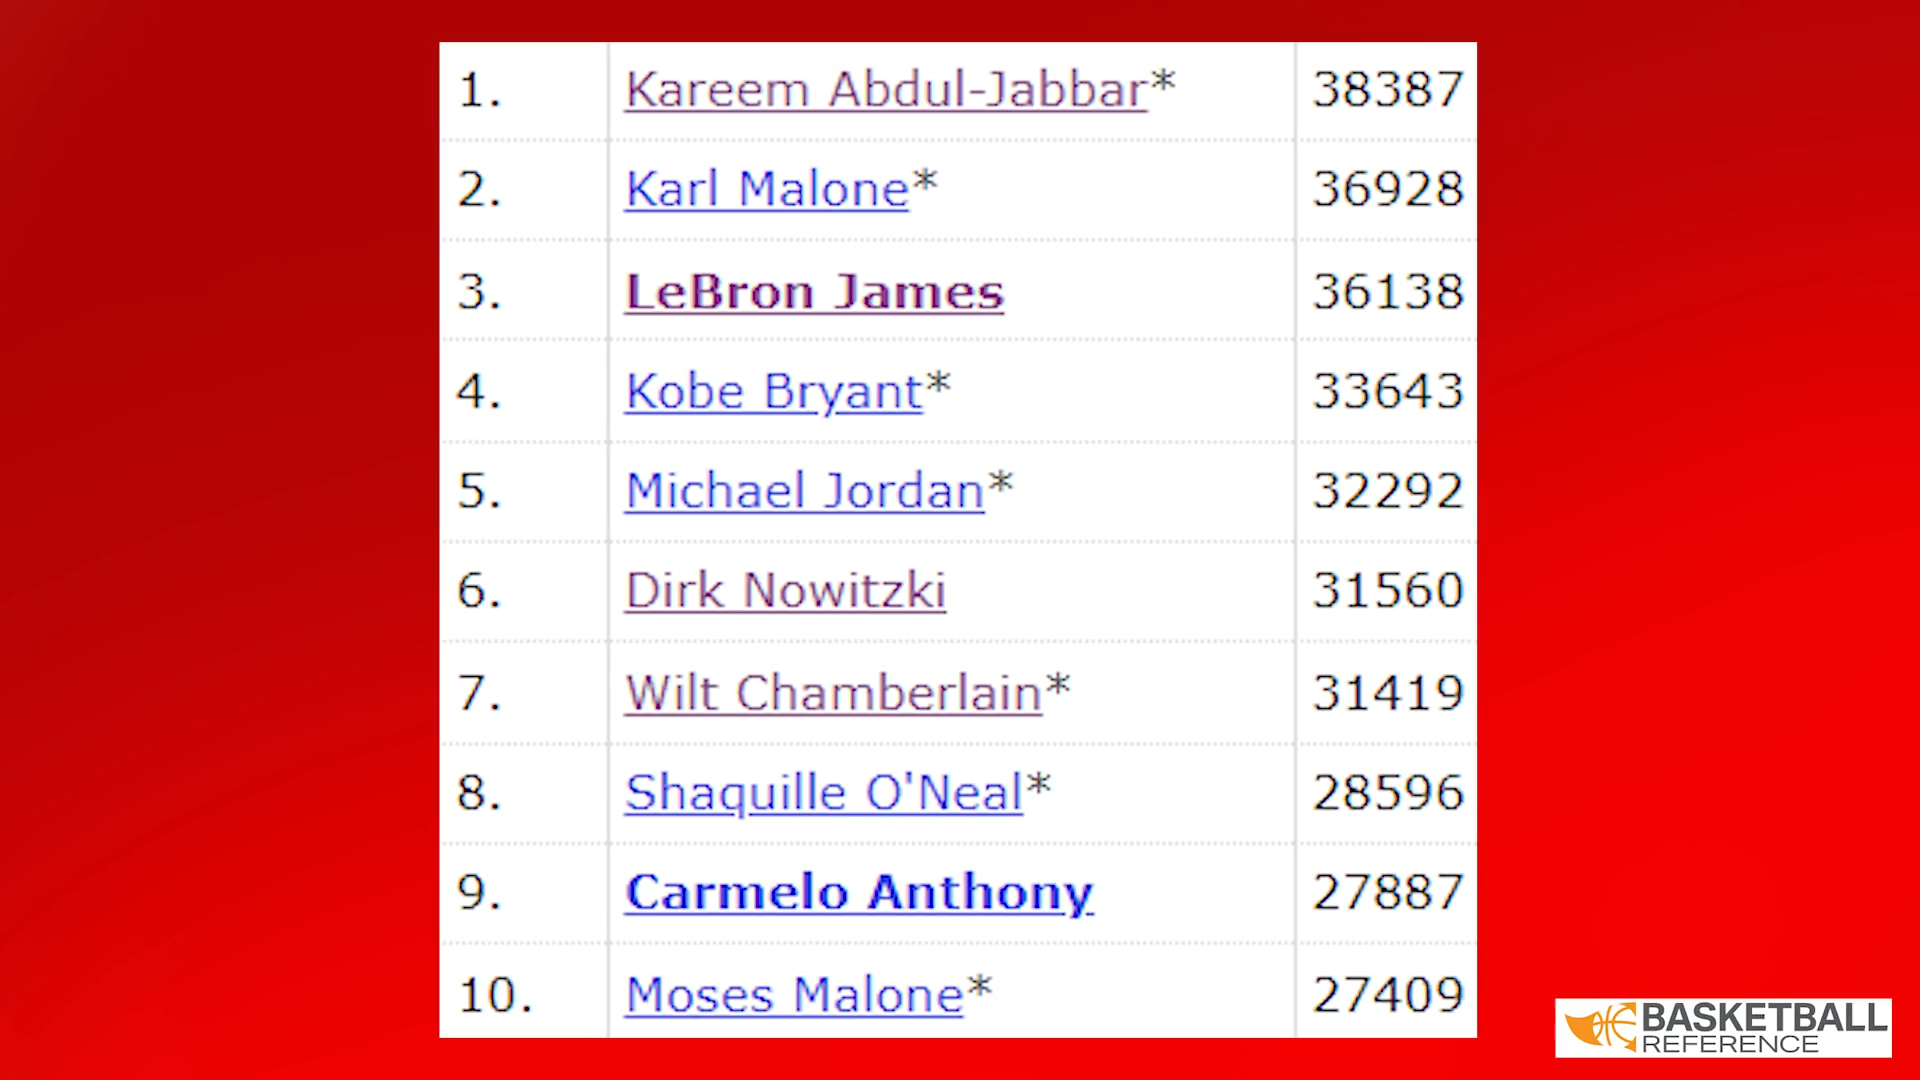 1. Kareem Abdul-Jabbar* 38387
2. Karl Malone* 36928
3. LeBron James 36138
4. Kobe Bryant* 33643
5. Michael Jordan* 32292
6. Dirk Nowitzki 31560
7. Wilt Chamberlain* 31419
8. Shaquille O'Neal* 28596
9. Carmelo Anthony 27887
10. Moses Malone* 27409
BASKETBALL
REFERENCE